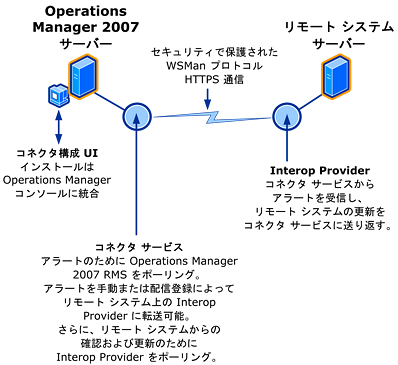 Operations
Manager 2007
サーバー
リモート システム
サーバー
セキュリティで保護された
WSMan プロトコル
HTTPS 通信
コネクタ構成 UI
インストールは
Operations Manager
コンソールに統合
Interop Provider
コネクタ サービスから
アラートを受信し、
リモート システムの更新を
コネクタ サービスに送り返す。
コネクタ サービス
アラートのために Operations Manager
2007 RMS をポーリング。
アラートを手動または配信登録によって
リモート システム上の Interop
Provider に転送可能。
さらに、リモート システムからの
確認および更新のために
Interop Provider をポーリング。